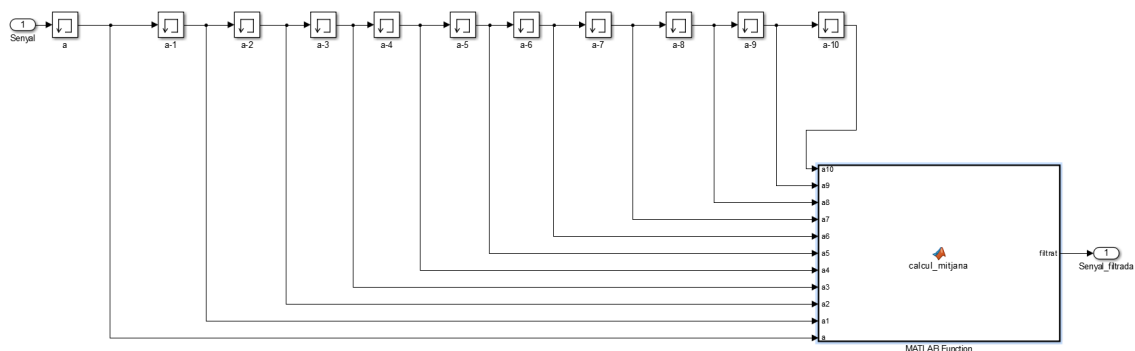 1
Senyal
a
a-1
a-2
a-3
a-4
a-5
a-6
a-7
a-8
a-9
a-10
a10
a9
a8
a7
a6
a5
a4
a3
a2
a1
a
calcul_mitjana
filtrat
1
Senyal_filtrada
MATLAB Function